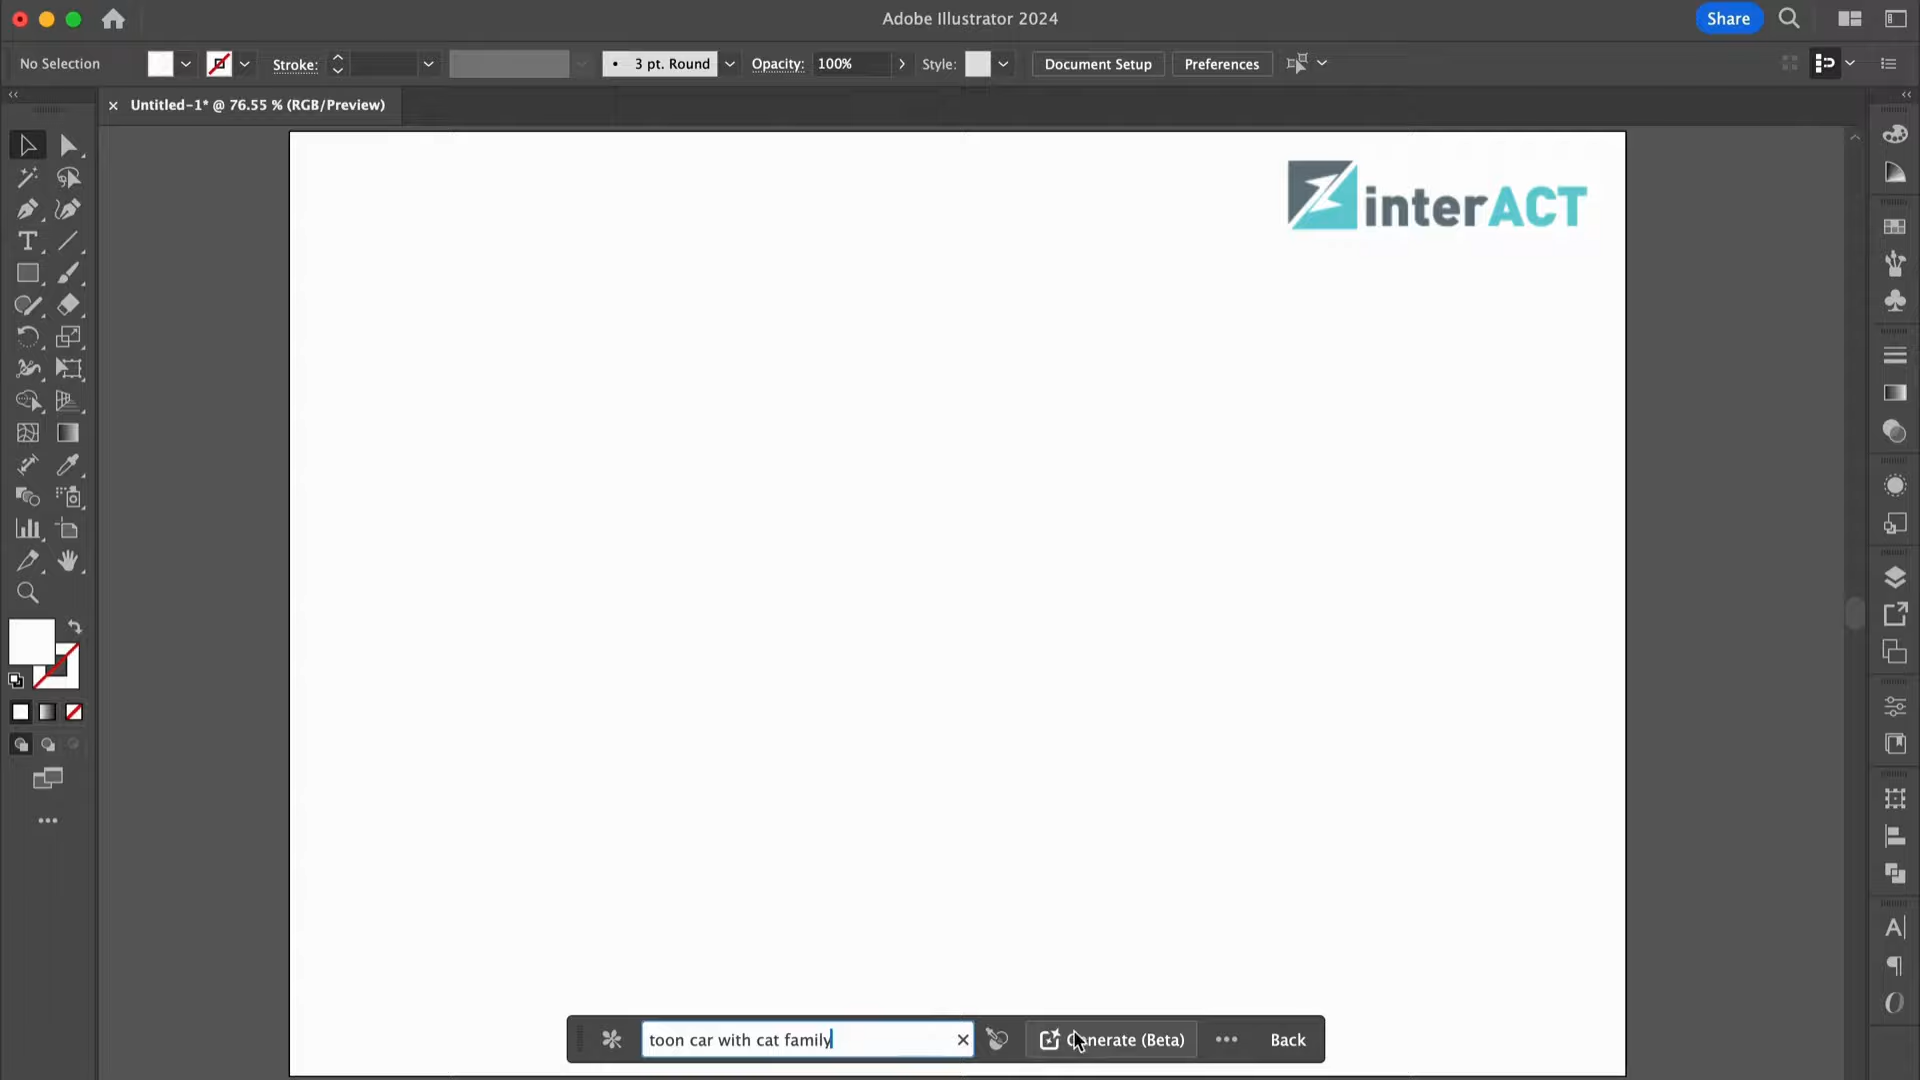 Adobe Illustrator 2024
Share
No Selection
Stroke:
3 pt. Round
Opacity:
100%
Style:
Document Setup
Preferences
Untitled-1* @ 76.55 % (RGB/Preview)
interACT
toon car with cat family
Generate (Beta)
Back